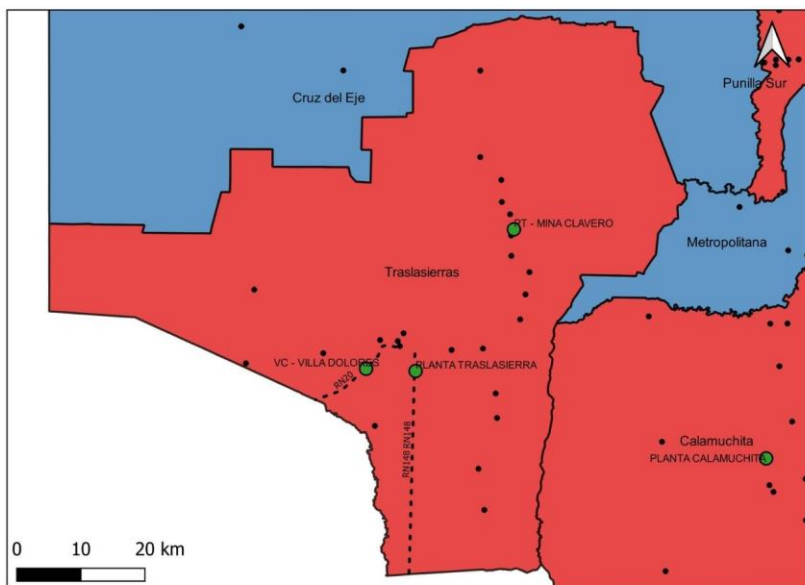 Punilla Sur
Cruz del Eje
PT - MINA CLAVERO
Metropolitana
Traslasierras
VC - VILLA DOLORES
PLANTA TRASLASIERRA
RN20
RN148 RN148
Calamuchita
PLANTA CALAMUCHITA
0 10 20 km